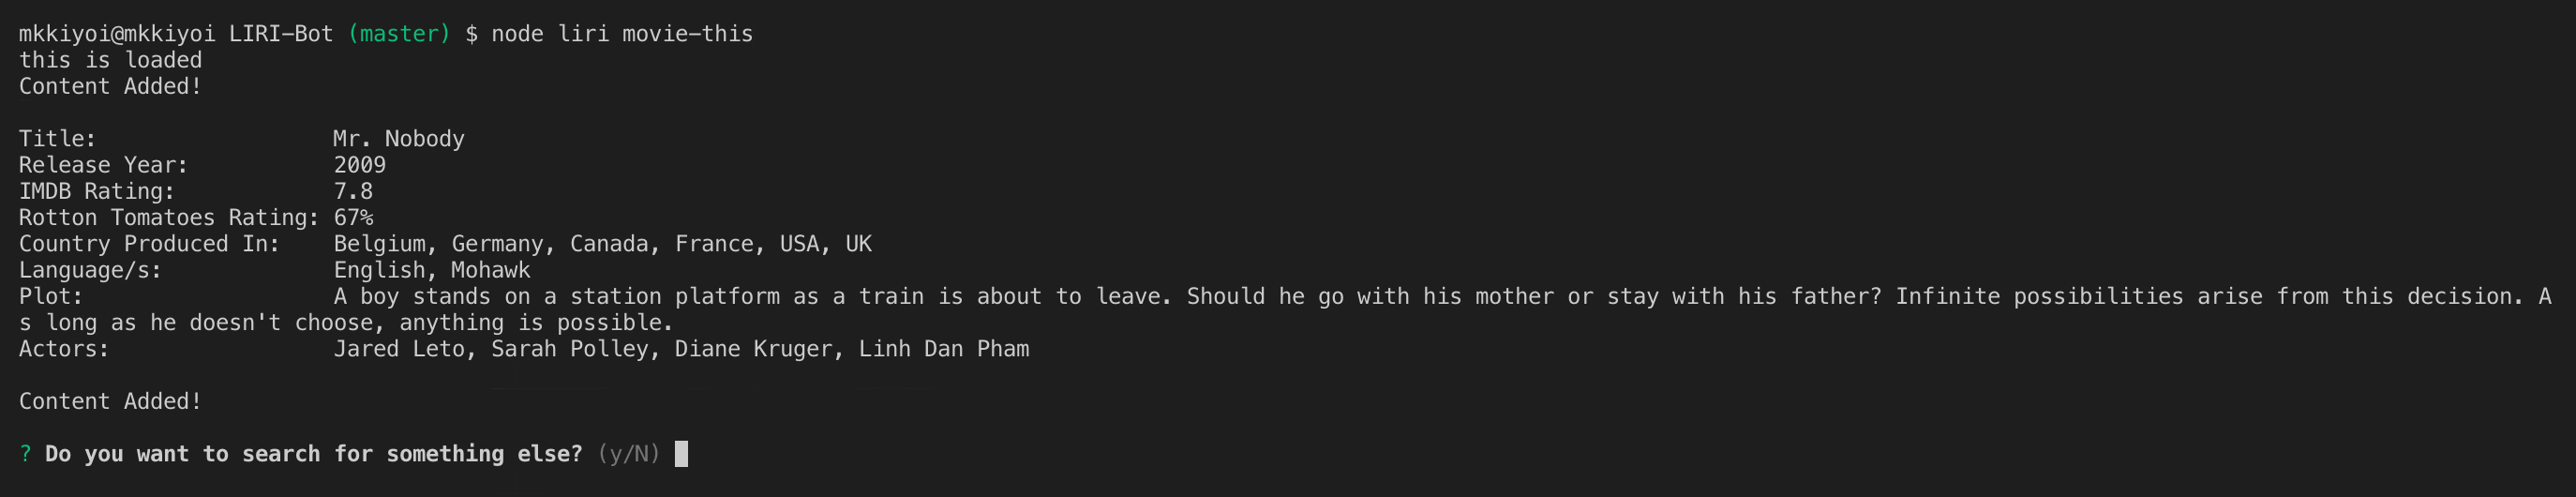 mkkiyoi@mkkiyoi LIRI-Bot (master) $ node liri movie-this
this is loaded
Content Added!
Title: Mr. Nobody
Release Year: 2009
IMDB Rating: 7.8
Rotton Tomatoes Rating: 67%
Country Produced In: Belgium, Germany, Canada, France, USA, UK
Language/s: English, Mohawk
Plot: A boy stands on a station platform as a train is about to leave. Should he go with his mother or stay with his father? Infinite possibilities arise from this decision. A
s long as he doesn't choose, anything is possible.
Actors: Jared Leto, Sarah Polley, Diane Kruger, Linh Dan Pham
Content Added!
? Do you want to search for something else? (y/N)